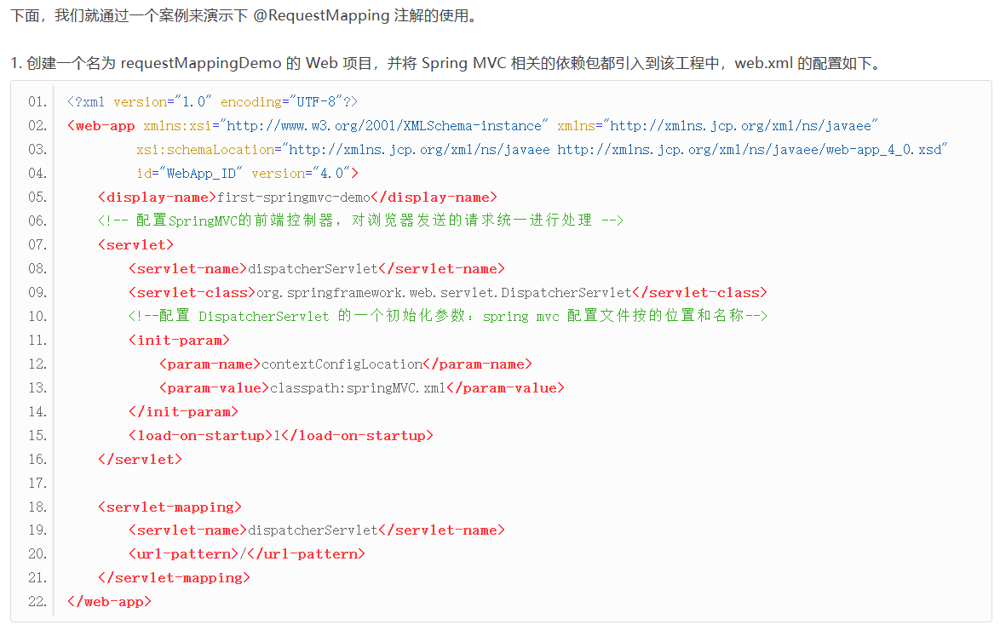 下面，我们就通过一个案例来演示下 @RequestMapping 注解的使用。
1. 创建一个名为 requestMappingDemo 的 Web 项目，并将 Spring MVC 相关的依赖包都引入到该工程中，web.xml 的配置如下。
01. <?xml version="1.0" encoding="UTF-8"?>
02. <web-app xmlns:xsi="http://www.w3.org/2001/XMLSchema-instance" xmlns="http://xmlns.jcp.org/xml/ns/javaee"
03. xsi:schemaLocation="http://xmlns.jcp.org/xml/ns/javaee http://xmlns.jcp.org/xml/ns/javaee/web-app_4_0.xsd"
04. id="WebApp_ID" version="4.0">
05. <display-name>first-springmvc-demo</display-name>
06. <!-- 配置SpringMVC的前端控制器，对浏览器发送的请求统一进行处理 -->
07. <servlet>
08. <servlet-name>dispatcherServlet</servlet-name>
09. <servlet-class>org.springframework.web.servlet.DispatcherServlet</servlet-class>
10. <!--配置 DispatcherServlet 的一个初始化参数：spring mvc 配置文件按的位置和名称-->
11. <init-param>
12. <param-name>contextConfigLocation</param-name>
13. <param-value>classpath:springMVC.xml</param-value>
14. </init-param>
15. <load-on-startup>1</load-on-startup>
16. </servlet>
17.
18. <servlet-mapping>
19. <servlet-name>dispatcherServlet</servlet-name>
20. <url-pattern>/</url-pattern>
21. </servlet-mapping>
22. </web-app>